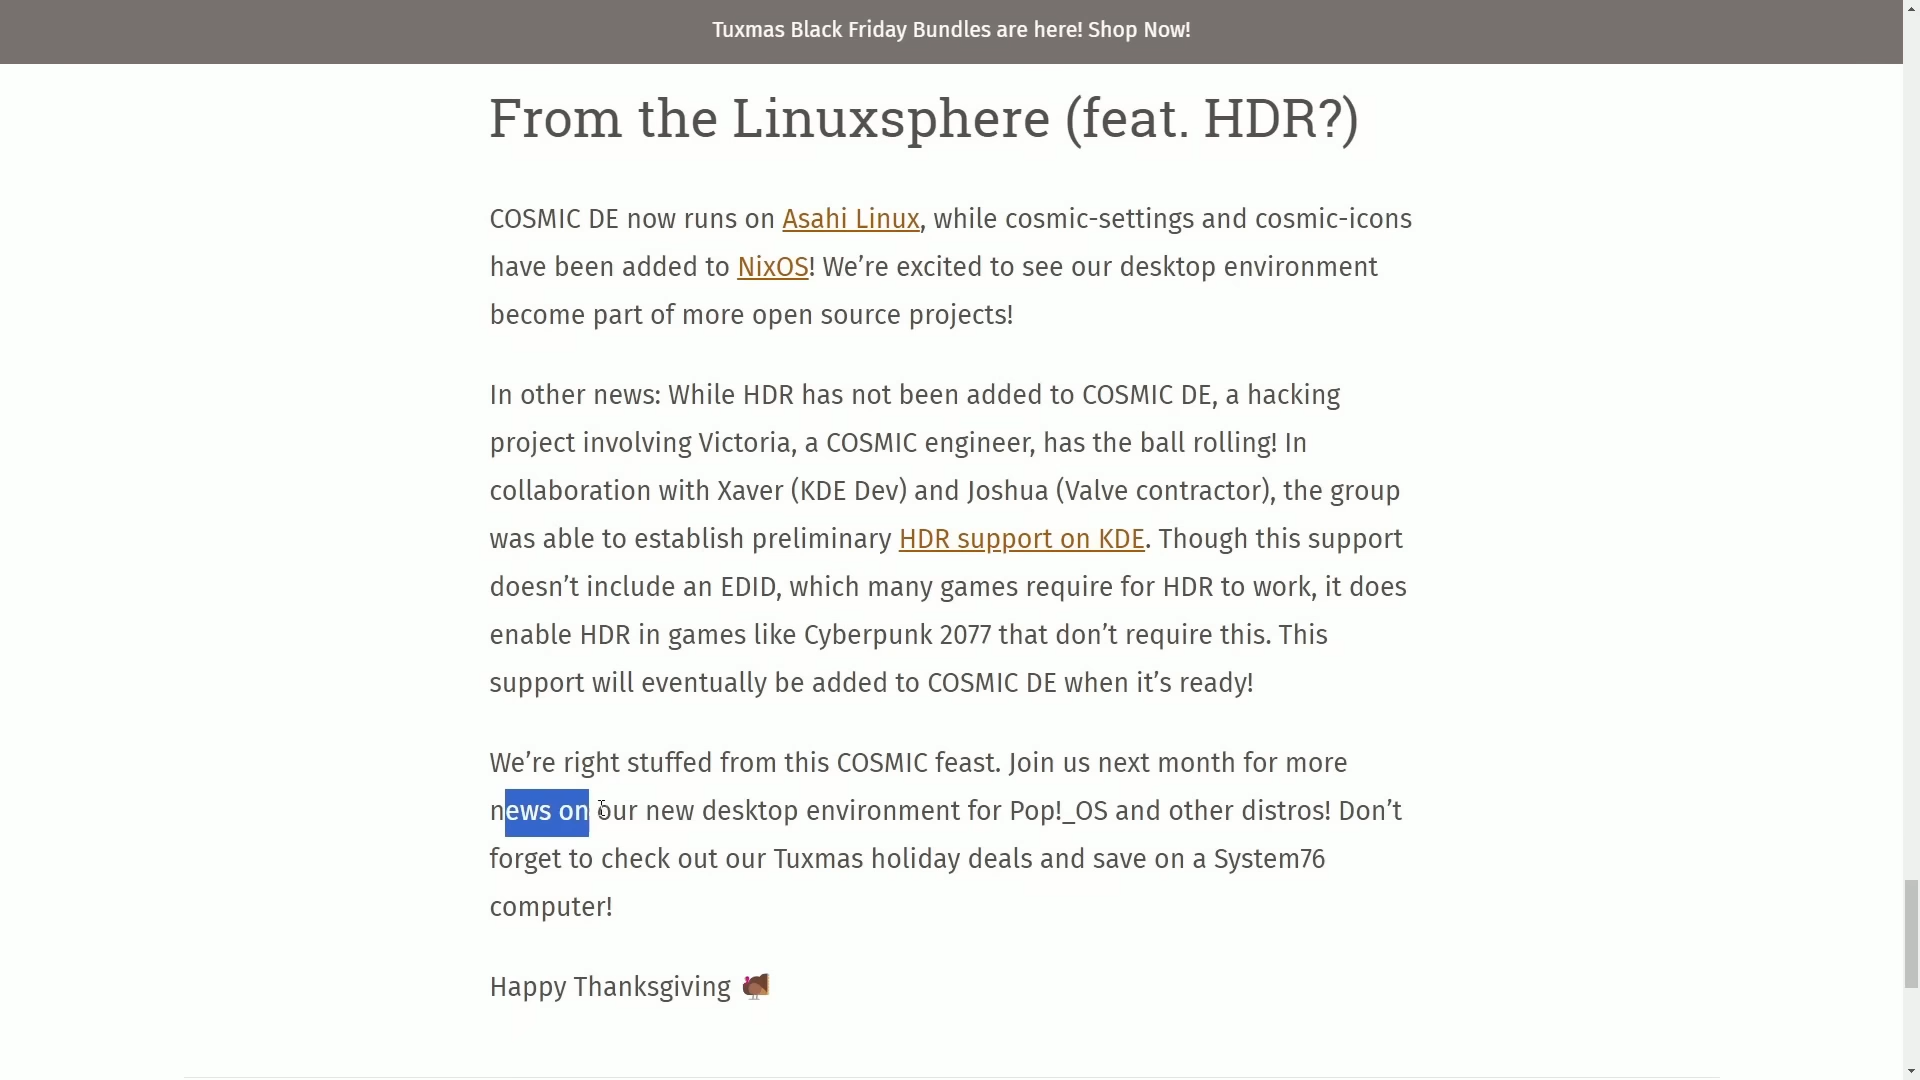 Tuxmas Black Friday Bundles are here! Shop Now!
From the Linuxsphere (feat. HDR?)
COSMIC DE now runs on Asahi Linux, while cosmic-settings and cosmic-icons
have been added to NixOS! We’re excited to see our desktop environment
become part of more open source projects!
In other news: While HDR has not been added to COSMIC DE, a hacking
project involving Victoria, a COSMIC engineer, has the ball rolling! In
collaboration with Xaver (KDE Dev) and Joshua (Valve contractor), the group
was able to establish preliminary HDR support on KDE. Though this support
doesn’t include an EDID, which many games require for HDR to work, it does
enable HDR in games like Cyberpunk 2077 that don’t require this. This
support will eventually be added to COSMIC DE when it’s ready!
We’re right stuffed from this COSMIC feast. Join us next month for more
news on our new desktop environment for Pop!_OS and other distros! Don’t
forget to check out our Tuxmas holiday deals and save on a System76
computer!
Happy Thanksgiving 🦃